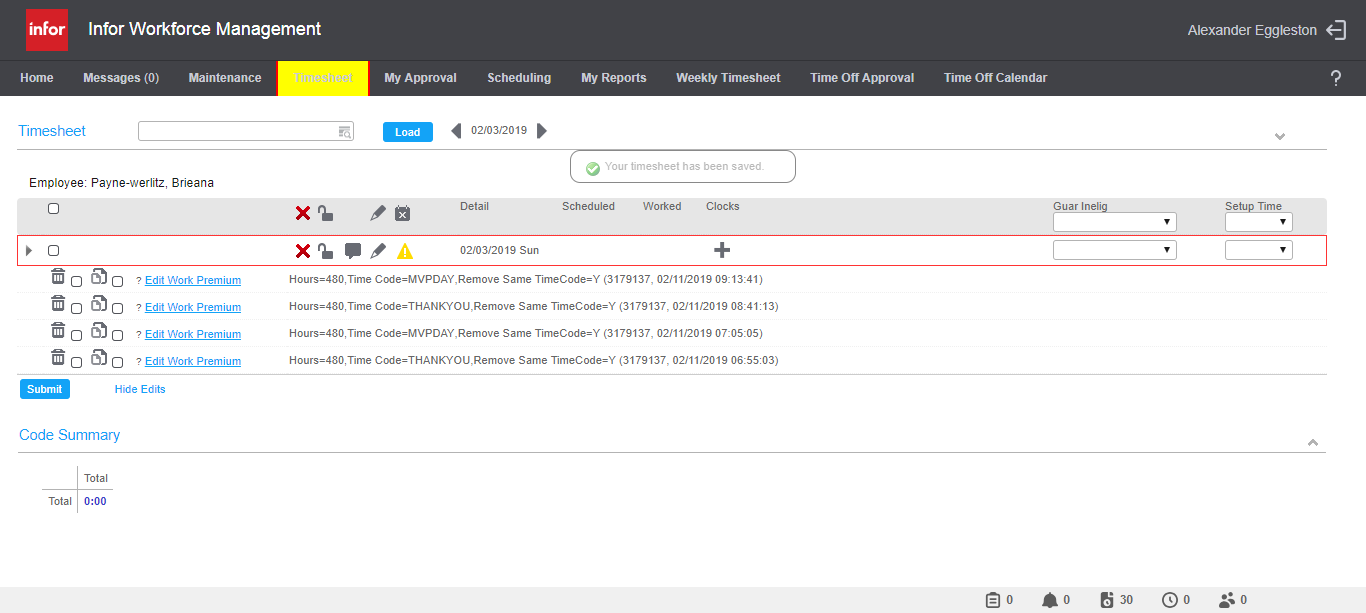 infor Infor Workforce Management Alexander Eggleston
Home Messages (0) Maintenance Timesheet My Approval Scheduling My Reports Weekly Timesheet Time Off Approval Time Off Calendar ?
Timesheet Load 02/03/2019
Your timesheet has been saved.
Employee: Payne-werlitz, Brieana
Detail Scheduled Worked Clocks Guar Inelig Setup Time
02/03/2019 Sun
? Edit Work Premium Hours=480,Time Code=MVPDAY,Remove Same TimeCode=Y (3179137, 02/11/2019 09:13:41)
? Edit Work Premium Hours=480,Time Code=THANKYOU,Remove Same TimeCode=Y (3179137, 02/11/2019 08:41:13)
? Edit Work Premium Hours=480,Time Code=MVPDAY,Remove Same TimeCode=Y (3179137, 02/11/2019 07:05:05)
? Edit Work Premium Hours=480,Time Code=THANKYOU,Remove Same TimeCode=Y (3179137, 02/11/2019 06:55:03)
Submit Hide Edits
Code Summary
Total
Total 0:00
0 0 30 0 0